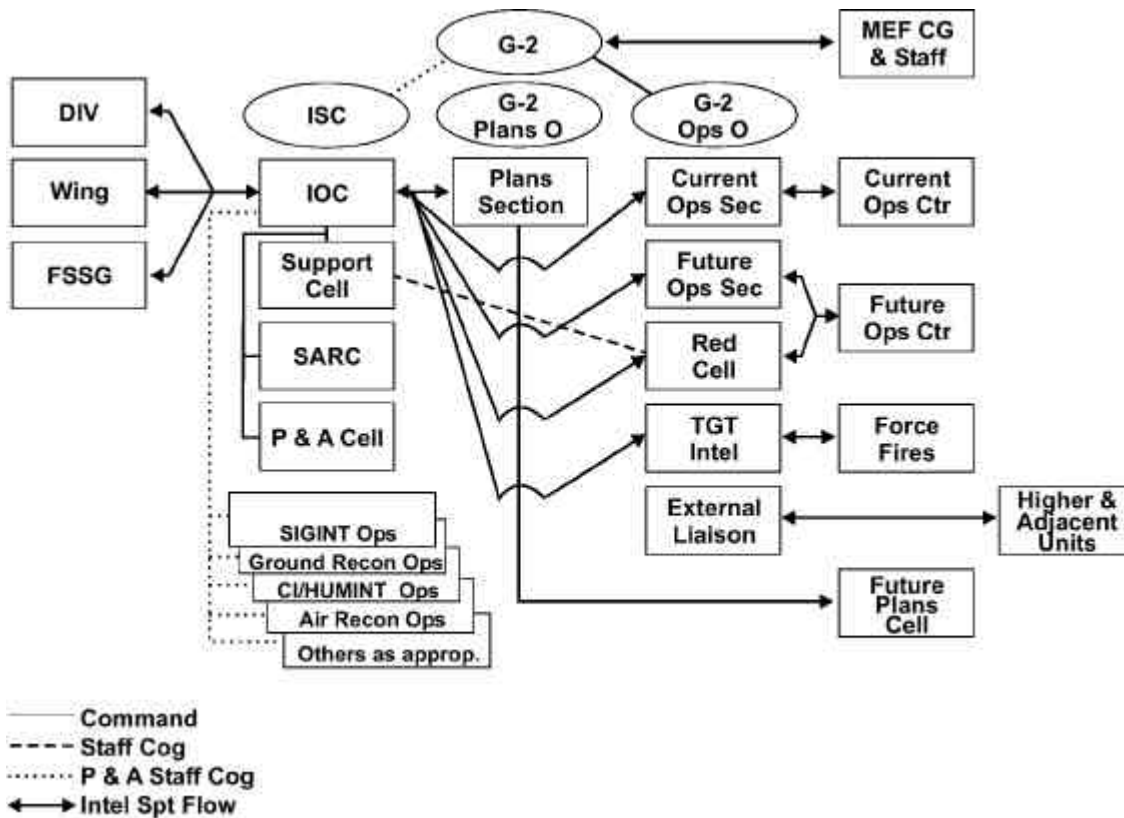 G-2
MEF CG
& Staff
DIV
ISC
G-2
Plans O
G-2
Ops O
Wing
IOC
Plans
Section
Current
Ops Sec
Current
Ops Ctr
FSSG
Support
Cell
Future
Ops Sec
Future
Ops Ctr
SARC
Red
Cell
P & A Cell
TGT
Intel
Force
Fires
SIGINT Ops
Ground Recon Ops
CI/HUMINT Ops
Air Recon Ops
Others as approp.
External
Liaison
Higher &
Adjacent
Units
Future
Plans
Cell
Command
Staff Cog
P & A Staff Cog
Intel Spt Flow